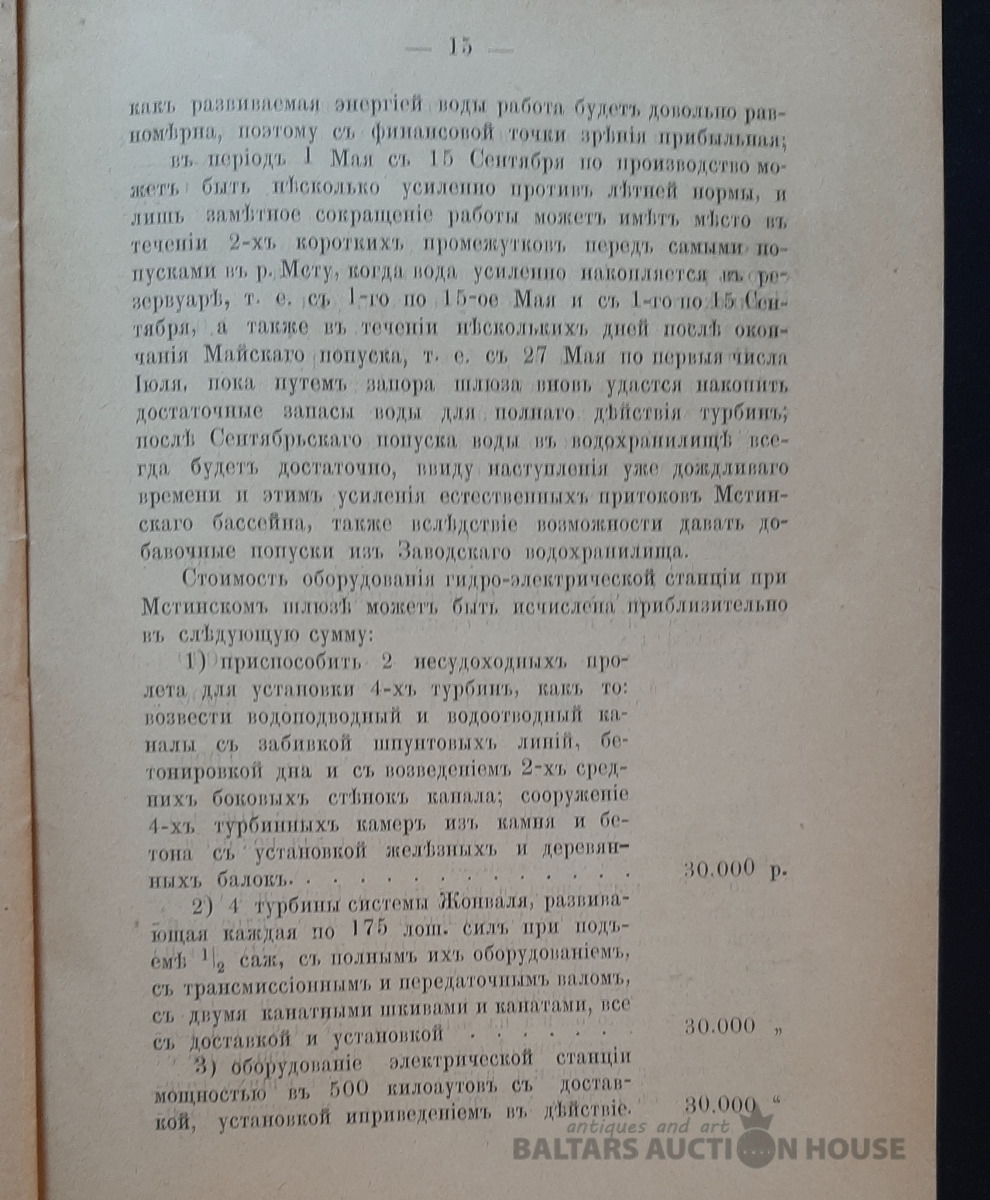 — 15 —
какъ развиваемая энергіей воды работа будетъ довольно рав-
номѣрна, поэтому съ финансовой точки зрѣнія прибыльная;
въ періодъ 1 Мая съ 15 Сентября по производство мо-
жетъ быть нѣсколько усиленно противъ лѣтней нормы, и
лишь замѣтное сокращеніе работы можетъ имѣть мѣсто въ
теченіи 2-хъ короткихъ промежутковъ передъ самыми по-
пусками въ р. Мсту, когда вода усиленно накопляется въ ре-
зервуарѣ, т. е. съ 1-го по 15-ое Мая и съ 1-го по 15 Сен-
тября, а также въ теченіи нѣсколькихъ дней послѣ окон-
чанія Майскаго попуска, т. е. съ 27 Мая по первыя числа
Іюля, пока путемъ запора шлюза вновь удастся накопить
достаточные запасы воды для полнаго дѣйствія турбинъ;
послѣ Сентябрьскаго попуска воды въ водохранилищѣ все-
гда будетъ достаточно, ввиду наступленія уже дождливаго
времени и этимъ усиленія естественныхъ притоковъ Мстин-
скаго бассейна, также вслѣдствіе возможности давать до-
бавочные попуски изъ Заводскаго водохранилища.
Стоимость оборудованія гидро-электрической станціи при
Мстинскомъ шлюзѣ можетъ быть исчислена приблизительно
въ слѣдующую сумму:
1) приспособить 2 несудоходныхъ про-
лета для установки 4-хъ турбинъ, какъ то:
возвести водоподводный и водоотводный ка-
налы съ забивкой шпунтовыхъ линій, бе-
тонировкой дна и съ возведеніемъ 2-хъ сред-
нихъ боковыхъ стѣнокъ канала; сооруженіе
4-хъ турбинныхъ камеръ изъ камня и бе-
тона съ установкой желѣзныхъ и деревян-
ныхъ балокъ. . . . . . . . . . . . . 30.000 р.
2) 4 турбины системы Жонваля, развива-
ющая каждая по 175 лош. силъ при подъ-
емѣ 1/2 саж, съ полнымъ ихъ оборудованіемъ,
съ трансмиссіоннымъ и передаточнымъ валомъ,
съ двумя канатными шкивами и канатами, все
съ доставкой и установкой . . . . . . . 30.000 „
3) оборудованіе электрической станціи
мощностью въ 500 килоаутовъ съ достав-
кой, установкой иприведеніемъ въ дѣйствіе. 30.000 “
antiques and art
BALTARS AUCTION HOUSE